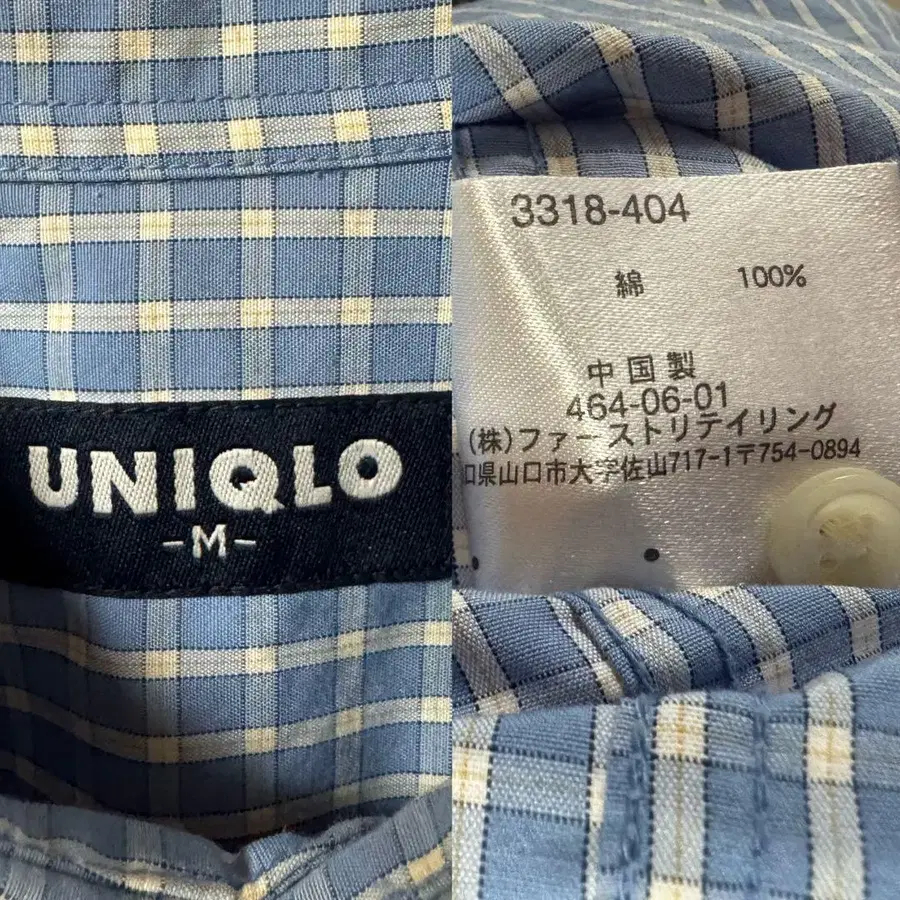 UNIQLO
-M-
3318-404
綿 100%
中国製
464-06-01
(株)ファーストリテイリング
口県山口市大字佐山717-1〒754-0894